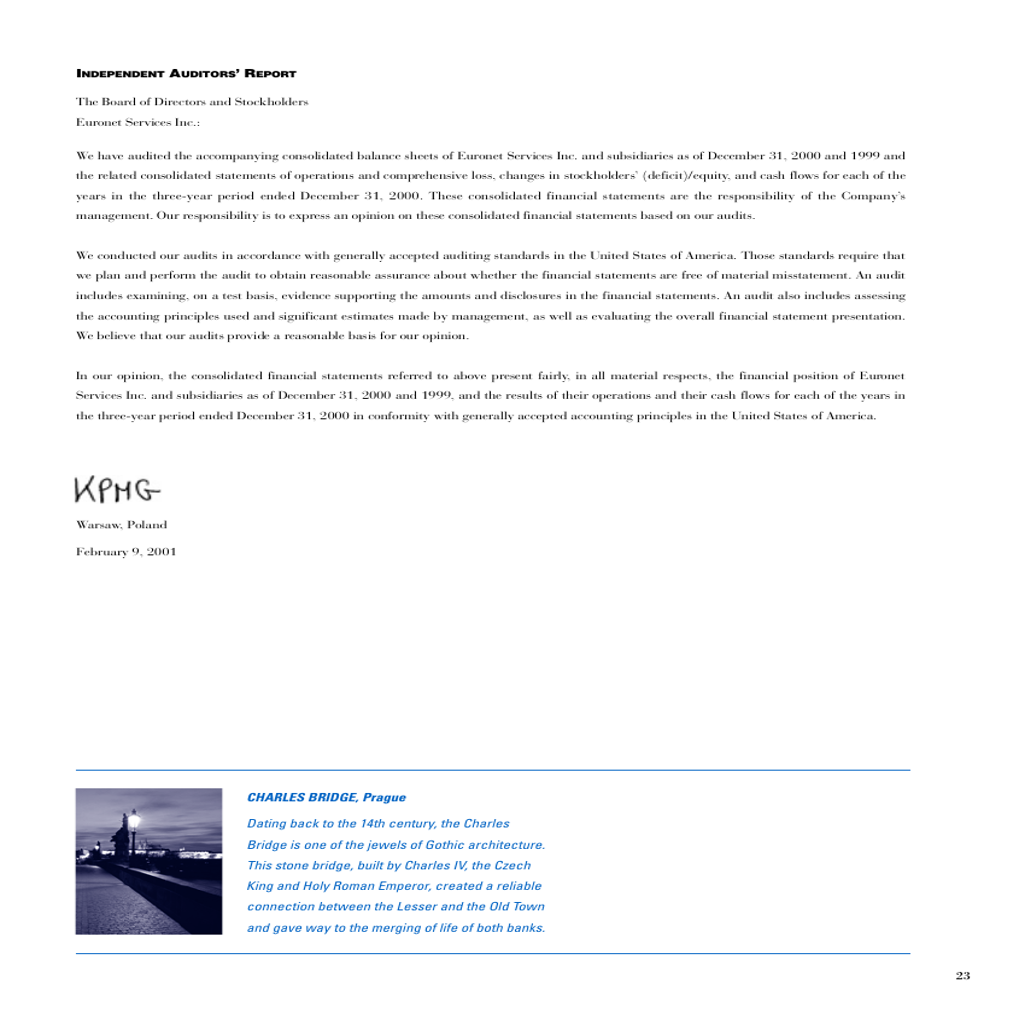 INDEPENDENT AUDITORS' REPORT
The Board of Directors and Stockholders
Euronet Services Inc.:
We have audited the accompanying consolidated balance sheets of Euronet Services Inc. and subsidiaries as of December 31, 2000 and 1999 and
the related consolidated statements of operations and comprehensive loss, changes in stockholders' (deficit)/equity, and cash flows for each of the
years in the three-year period ended December 31, 2000. These consolidated financial statements are the responsibility of the Company's
management. Our responsibility is to express an opinion on these consolidated financial statements based on our audits.
We conducted our audits in accordance with generally accepted auditing standards in the United States of America. Those standards require that
we plan and perform the audit to obtain reasonable assurance about whether the financial statements are free of material misstatement. An audit
includes examining, on a test basis, evidence supporting the amounts and disclosures in the financial statements. An audit also includes assessing
the accounting principles used and significant estimates made by management, as well as evaluating the overall financial statement presentation.
We believe that our audits provide a reasonable basis for our opinion.
In our opinion, the consolidated financial statements referred to above present fairly, in all material respects, the financial position of Euronet
Services Inc. and subsidiaries as of December 31, 2000 and 1999, and the results of their operations and their cash flows for each of the years in
the three-year period ended December 31, 2000 in conformity with generally accepted accounting principles in the United States of America.
KPMG
Warsaw, Poland
February 9, 2001
CHARLES BRIDGE, Prague
Dating back to the 14th century, the Charles
Bridge is one of the jewels of Gothic architecture.
This stone bridge, built by Charles IV, the Czech
King and Holy Roman Emperor, created a reliable
connection between the Lesser and the Old Town
and gave way to the merging of life of both banks.
23